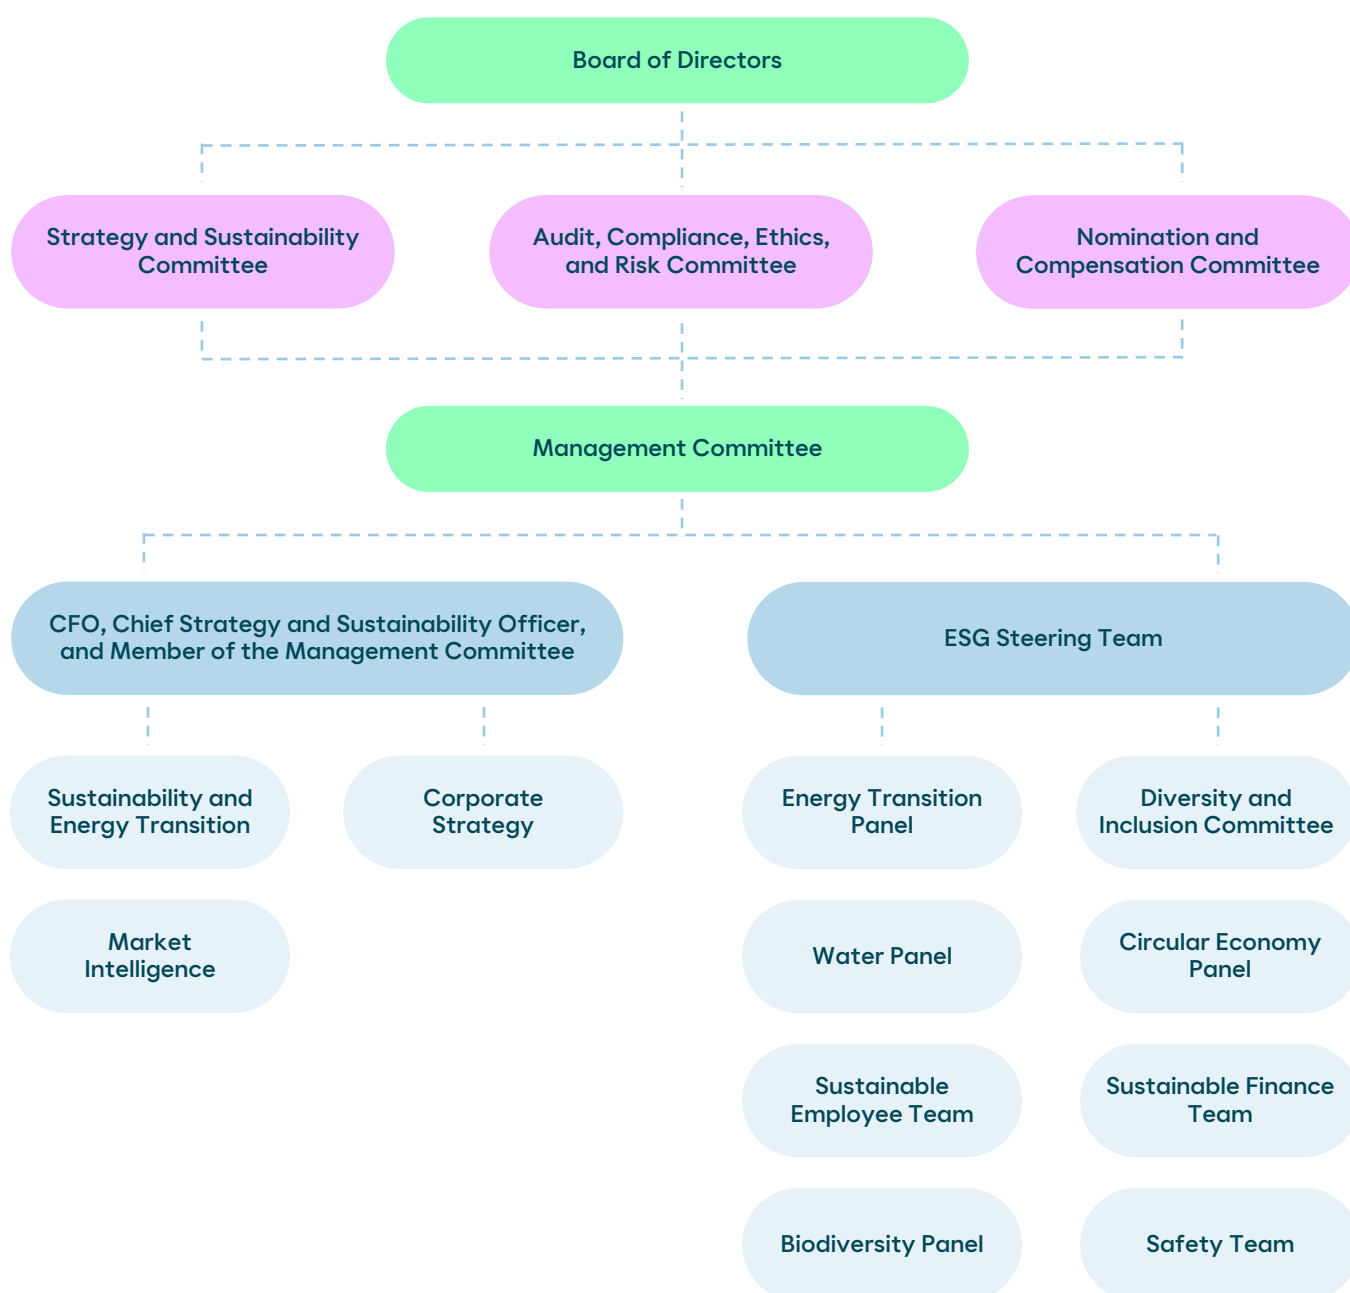 Board of Directors
Strategy and Sustainability
Committee
Audit, Compliance, Ethics,
and Risk Committee
Nomination and
Compensation Committee
Management Committee
CFO, Chief Strategy and Sustainability Officer,
and Member of the Management Committee
ESG Steering Team
Sustainability and
Energy Transition
Corporate
Strategy
Energy Transition
Panel
Diversity and
Inclusion Committee
Market
Intelligence
Water Panel
Circular Economy
Panel
Sustainable
Employee Team
Sustainable Finance
Team
Biodiversity Panel
Safety Team